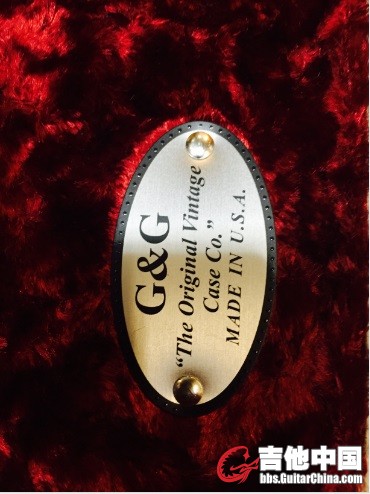 G&G
“The Original Vintage
Case Co.”
MADE IN U.S.A.
吉他中国
bbs.GuitarChina.com